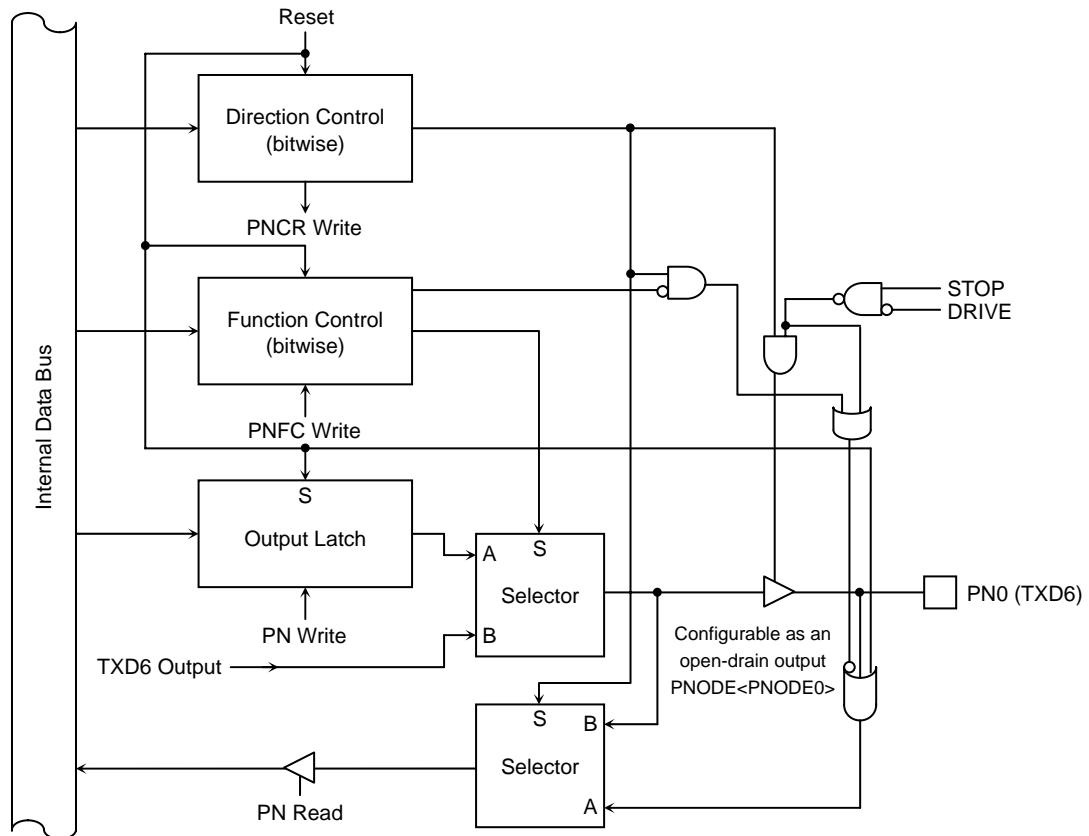 Reset
Direction Control
(bitwise)
PNCR Write
Function Control
(bitwise)
STOP
DRIVE
Internal Data Bus
PNFC Write
S
Output Latch
A
S
Selector
B
PN Write
TXD6 Output
PN0 (TXD6)
Configurable as an
open-drain output
PNODE<PNODE0>
S
B
Selector
A
PN Read